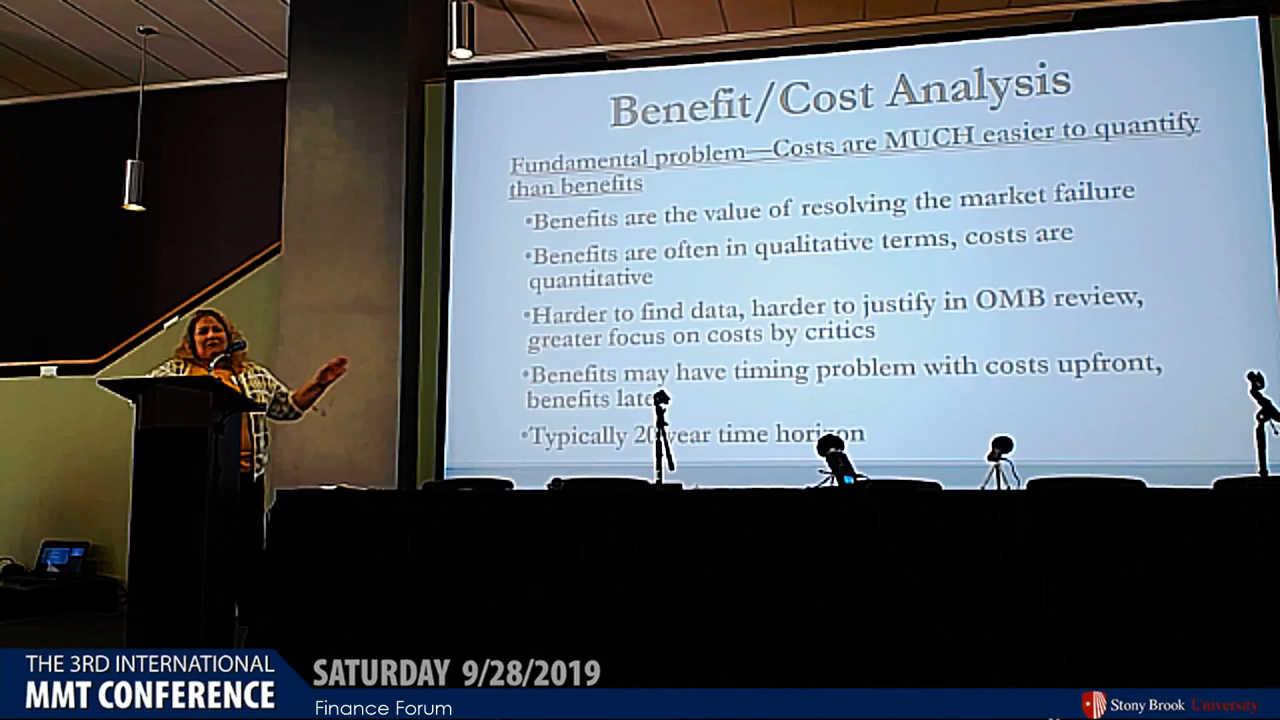 Benefit/Cost Analysis
Fundamental problem—Costs are MUCH easier to quantify
than benefits
•Benefits are the value of resolving the market failure
•Benefits are often in qualitative terms, costs are
quantitative
•Harder to find data, harder to justify in OMB review,
greater focus on costs by critics
•Benefits may have timing problem with costs upfront,
benefits late
•Typically 20 year time horizon
THE 3RD INTERNATIONAL
MMT CONFERENCE
SATURDAY 9/28/2019
Finance Forum
Stony Brook University